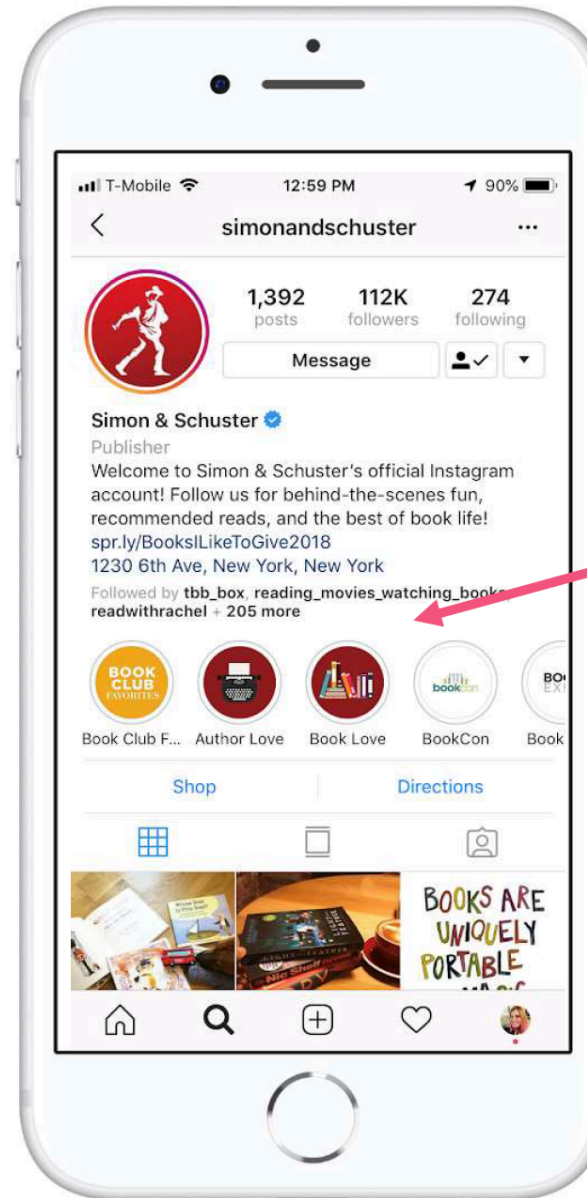 T-Mobile 12:59 PM 90%
simonandschuster
1,392 112K 274
posts followers following
Message
Simon & Schuster
Publisher
Welcome to Simon & Schuster's official Instagram
account! Follow us for behind-the-scenes fun,
recommended reads, and the best of book life!
spr.ly/BooksILikeToGive2018
1230 6th Ave, New York, New York
Followed by tbb_box, reading_movies_watching_books,
readwithrachel + 205 more
BOOK
CLUB
FAVORITES
bookcon
BO
EX
Book Club F... Author Love Book Love BookCon Book
Shop Directions
BOOKS ARE
UNIQUELY
PORTABLE
MAGIC